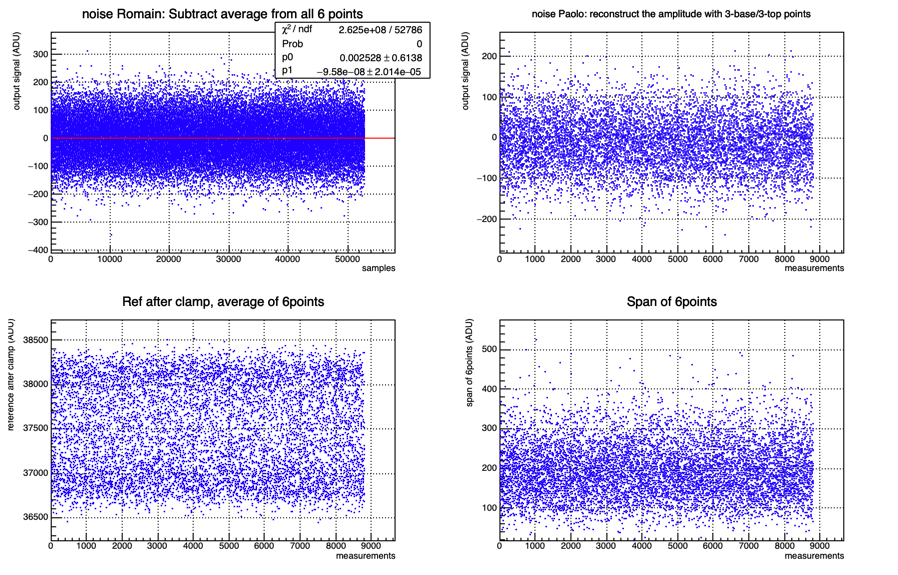 noise Romain: Subtract average from all 6 points
χ² / ndf 2.625e+08 / 52786
Prob 0
p0 0.002528 ± 0.6138
p1 −9.58e−08 ± 2.014e−05
output signal (ADU)
300
200
100
0
−100
−200
−300
−400
0 10000 20000 30000 40000 50000
samples
noise Paolo: reconstruct the amplitude with 3-base/3-top points
output signal (ADU)
200
100
0
−100
−200
0 1000 2000 3000 4000 5000 6000 7000 8000 9000
measurements
Ref after clamp, average of 6points
reference after clamp (ADU)
38500
38000
37500
37000
36500
0 1000 2000 3000 4000 5000 6000 7000 8000 9000
measurements
Span of 6points
span of 6points (ADU)
500
400
300
200
100
0 1000 2000 3000 4000 5000 6000 7000 8000 9000
measurements